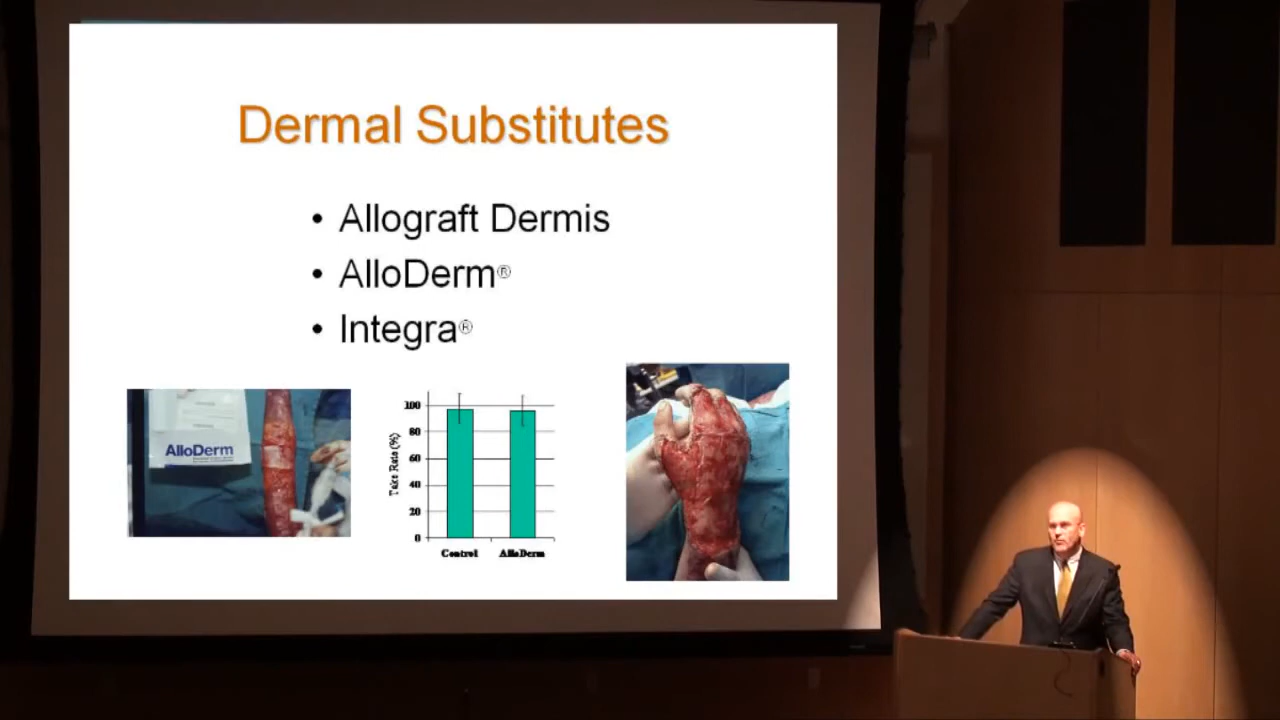 Dermal Substitutes
• Allograft Dermis
• AlloDerm®
• Integra®
AlloDerm
Take Rate (%)
100
80
60
40
20
0
Control
AlloDerm